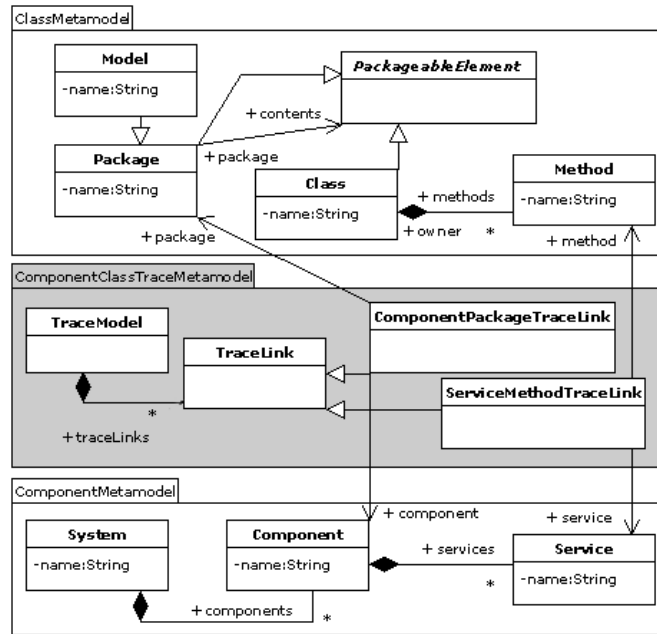 ClassMetamodel
Model
-name:String
PackageableElement
+ contents
+ package
Package
-name:String
Class
-name:String
+ methods
+ owner
*
Method
-name:String
+ package
+ method
ComponentClassTraceMetamodel
TraceModel
TraceLink
ComponentPackageTraceLink
ServiceMethodTraceLink
*
+ traceLinks
ComponentMetamodel
+ component
+ service
System
-name:String
Component
-name:String
+ services
*
Service
-name:String
+ components
*